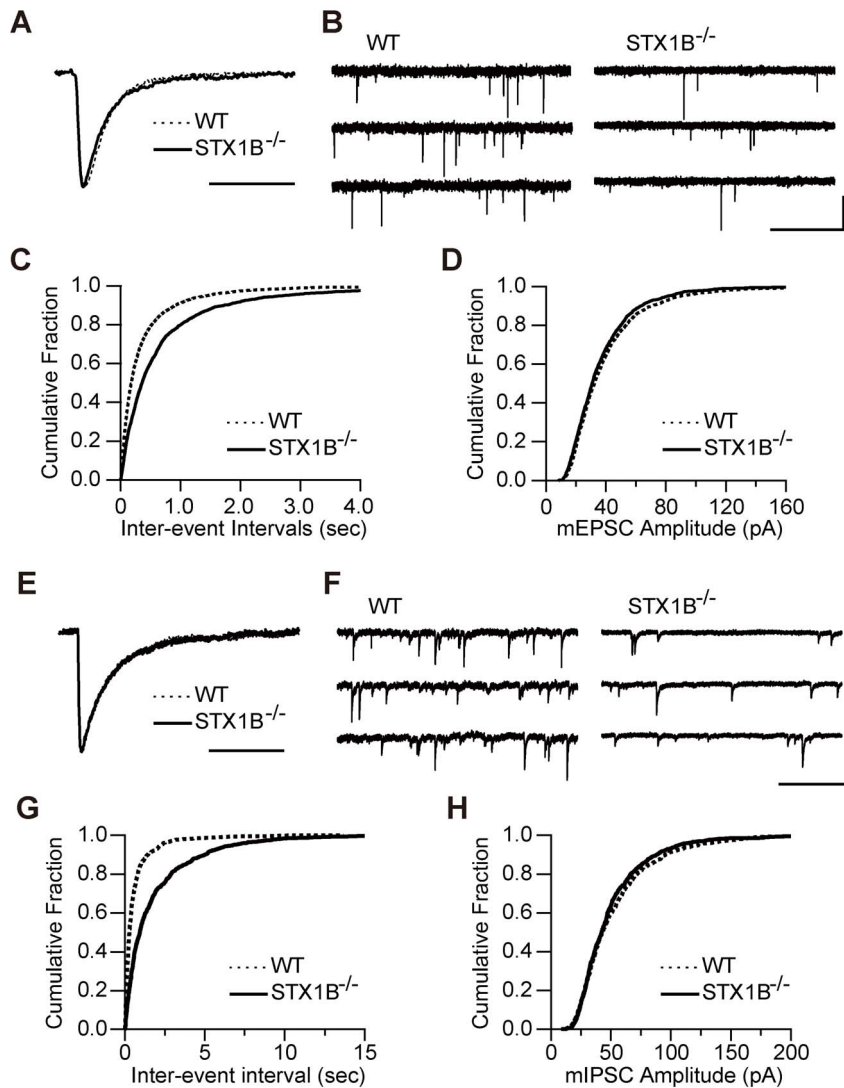 A
WT
STX1B-/-
B
WT
STX1B-/-
C
Cumulative Fraction
1.0
0.8
0.6
0.4
0.2
0.0
WT
STX1B-/-
0 1.0 2.0 3.0 4.0
Inter-event Intervals (sec)
D
Cumulative Fraction
1.0
0.8
0.6
0.4
0.2
0.0
WT
STX1B-/-
0 40 80 120 160
mEPSC Amplitude (pA)
E
WT
STX1B-/-
F
WT
STX1B-/-
G
Cumulative Fraction
1.0
0.8
0.6
0.4
0.2
0.0
WT
STX1B-/-
0 5 10 15
Inter-event interval (sec)
H
Cumulative Fraction
1.0
0.8
0.6
0.4
0.2
0.0
WT
STX1B-/-
0 50 100 150 200
mIPSC Amplitude (pA)